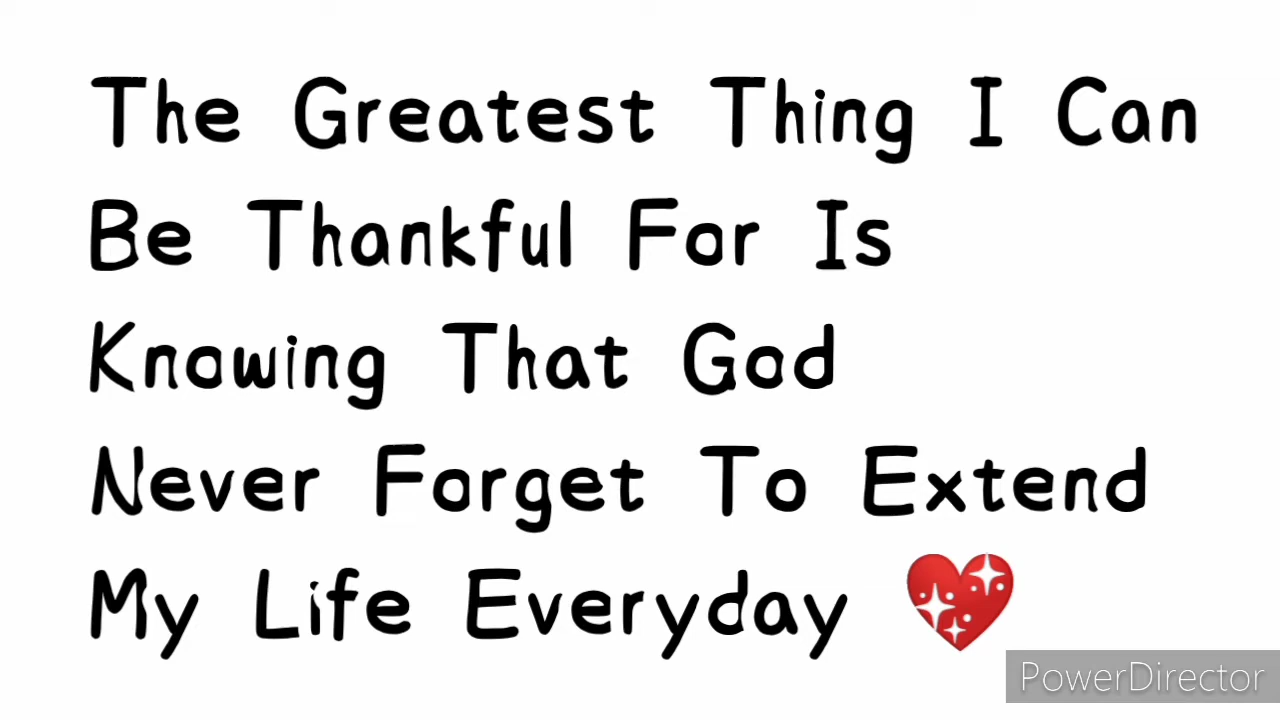 The Greatest Thing I Can
Be Thankful For Is
Knowing That God
Never Forget To Extend
My Life Everyday 💖
PowerDirector